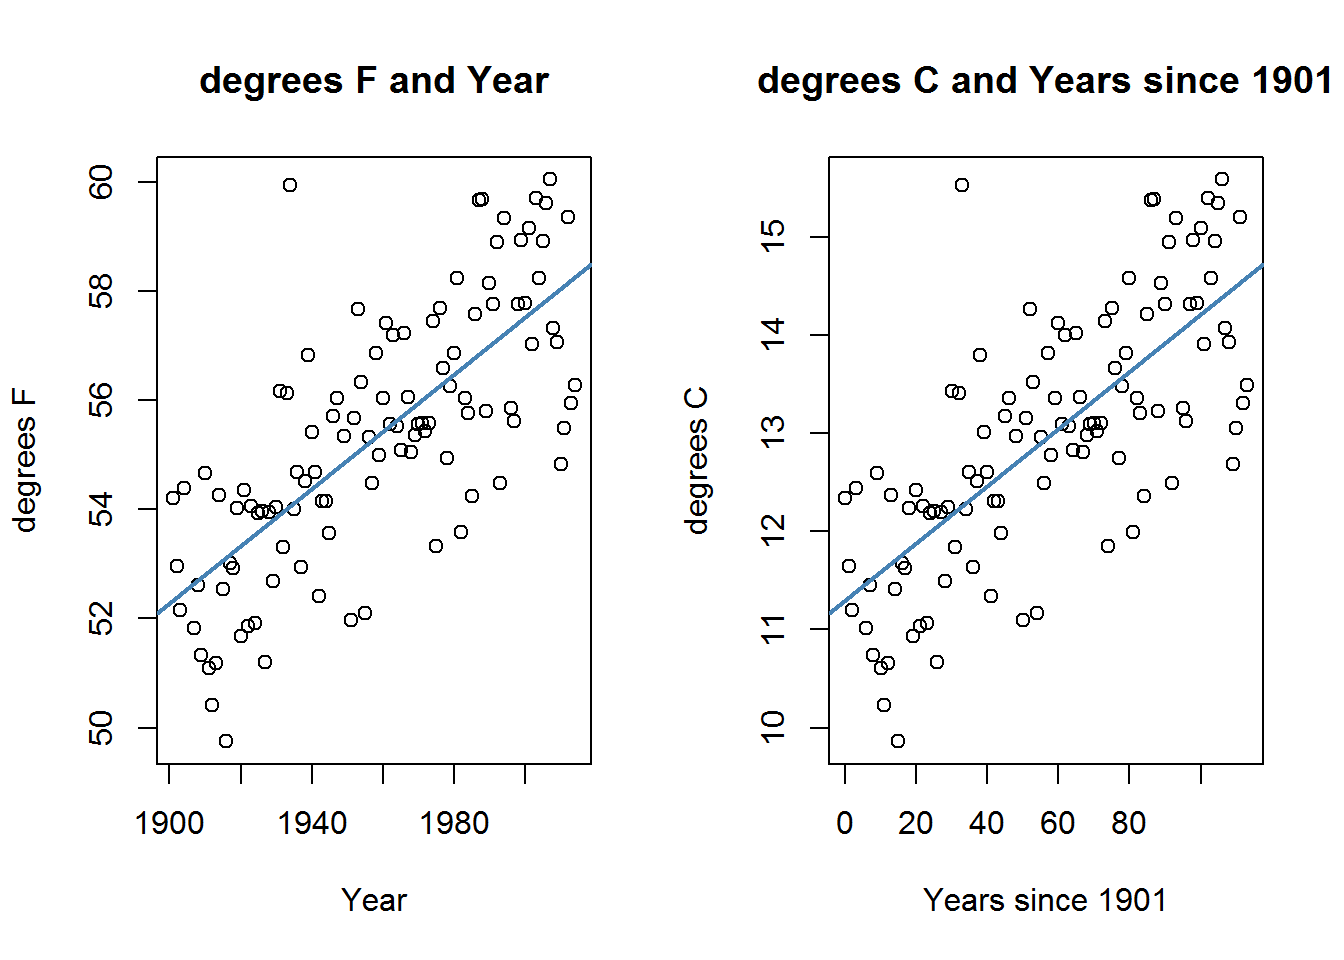 degrees F and Year
degrees F
60
58
56
54
52
50
1900 1940 1980
Year
degrees C and Years since 1901
degrees C
15
14
13
12
11
10
0 20 40 60 80
Years since 1901